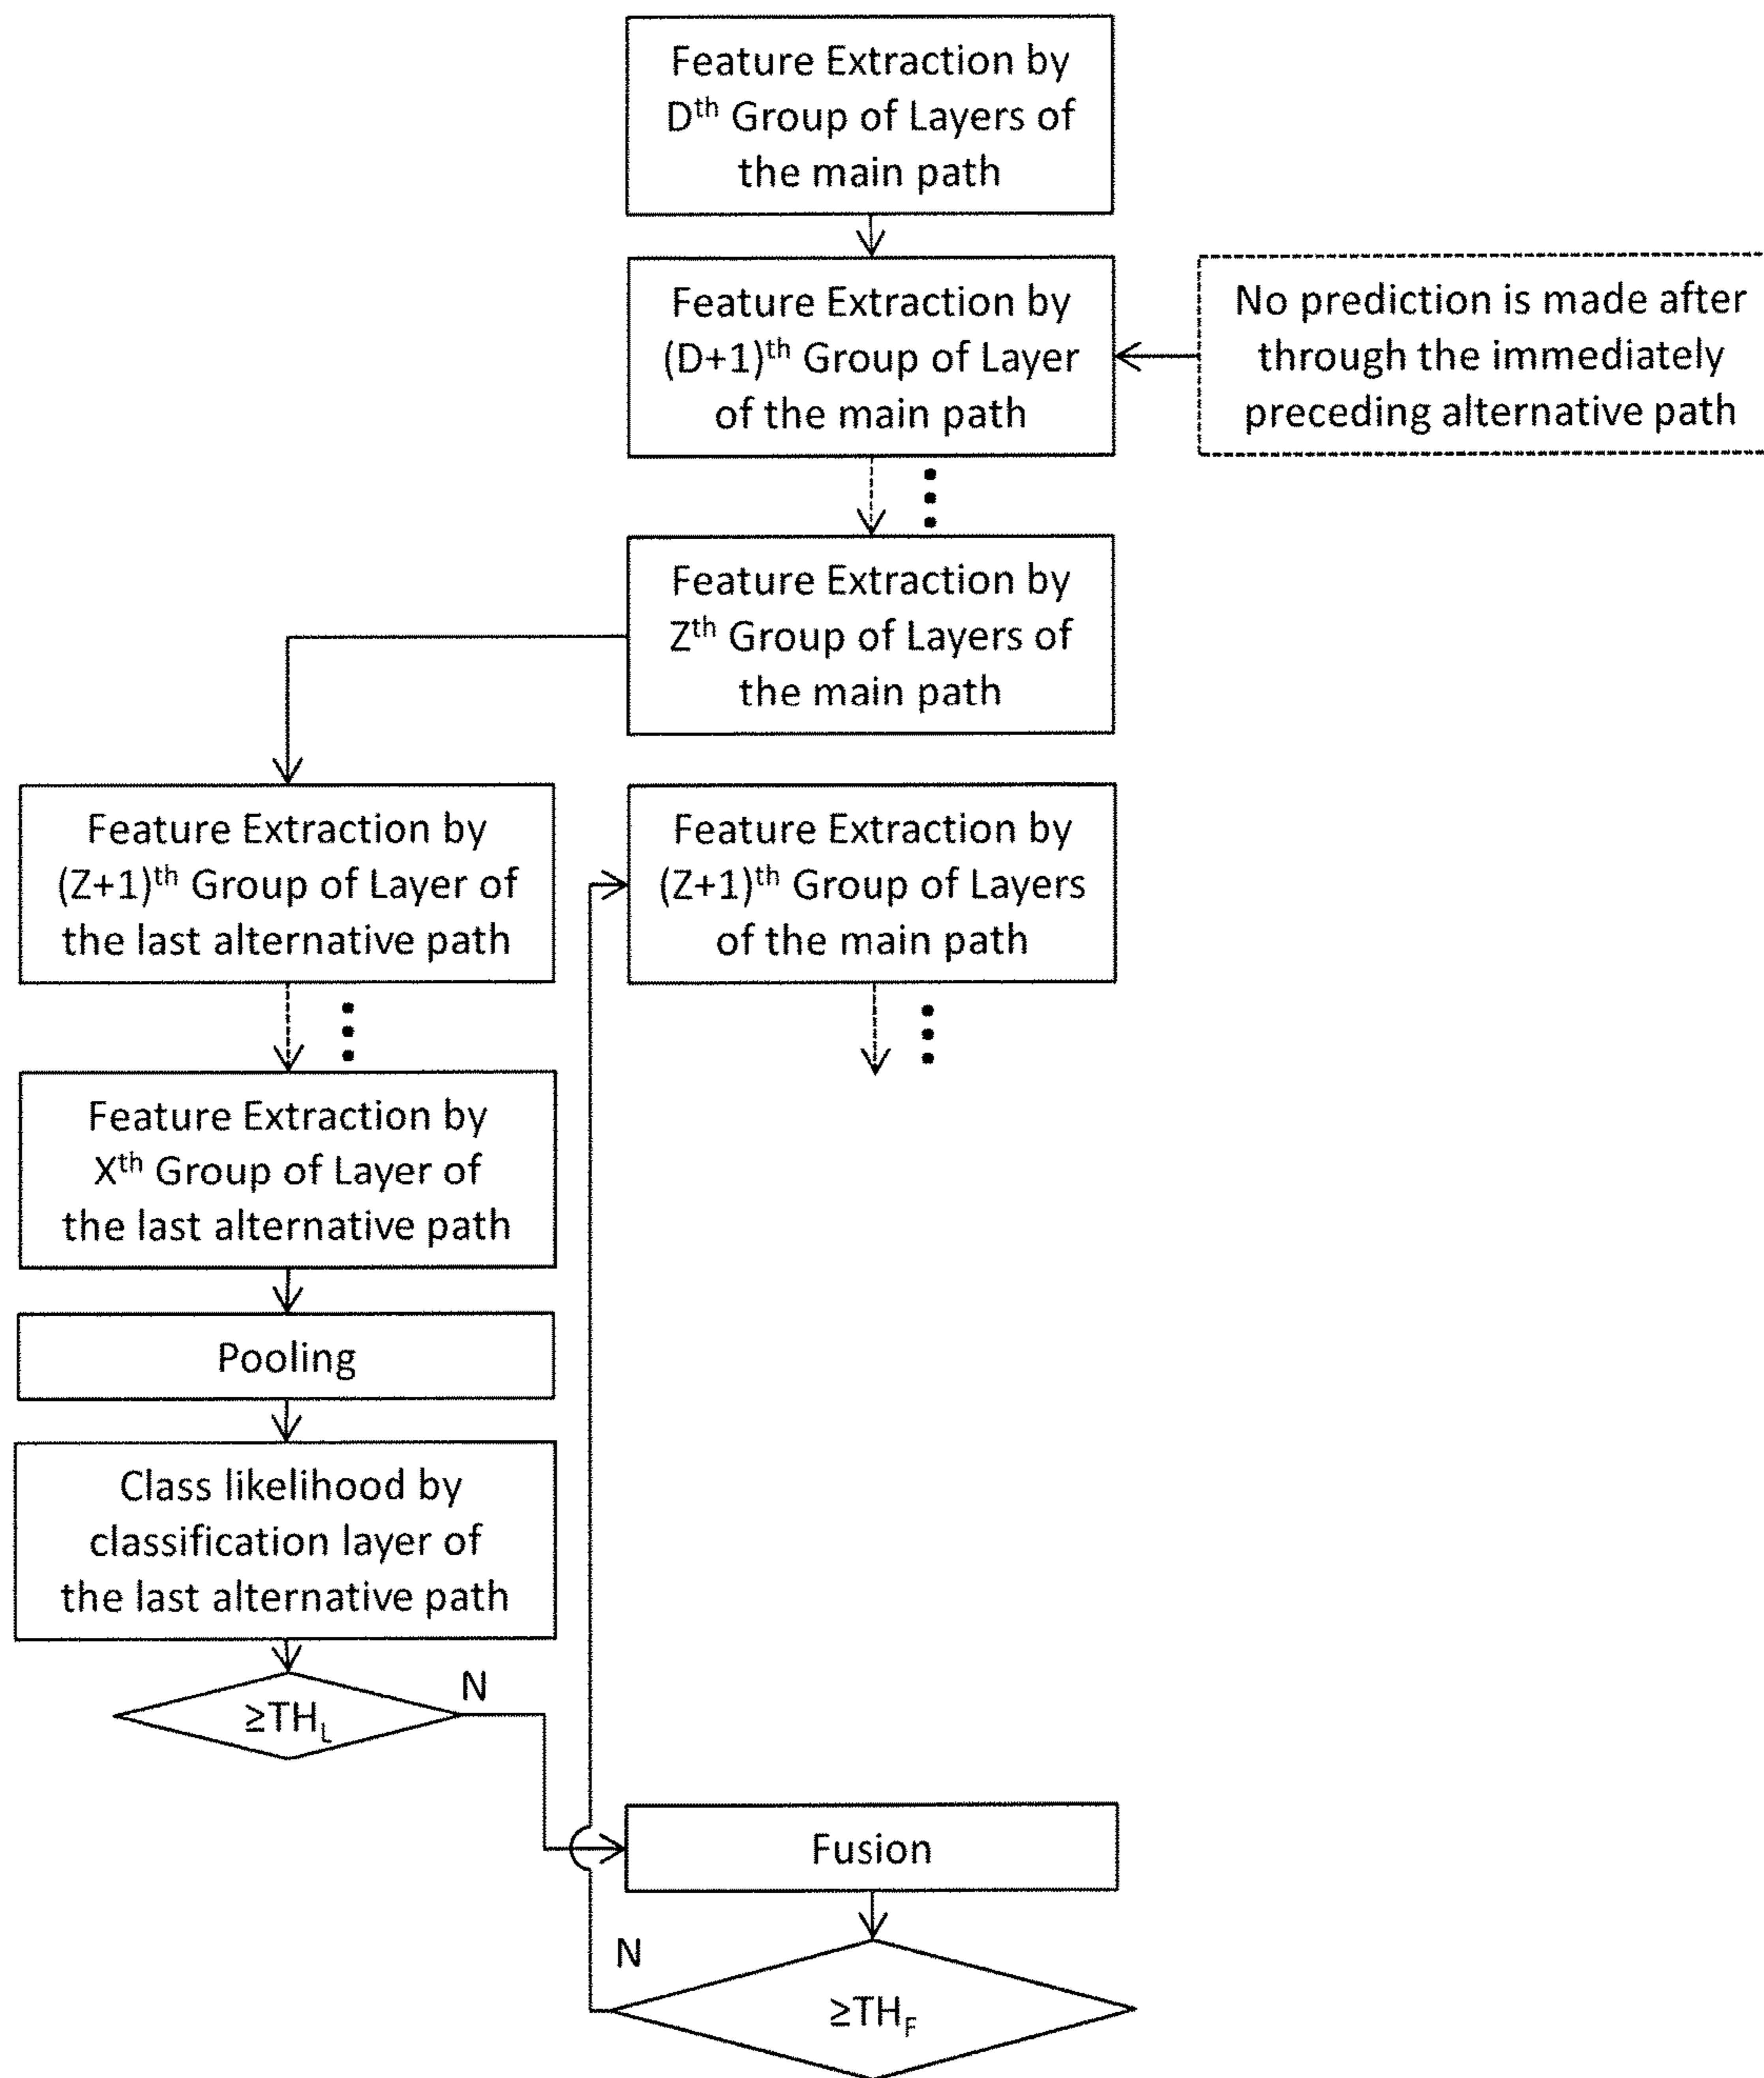 Feature Extraction by
Dth Group of Layers of
the main path
Feature Extraction by
(D+1)th Group of Layer
of the main path
No prediction is made after
through the immediately
preceding alternative path
Feature Extraction by
Zth Group of Layers of
the main path
Feature Extraction by
(Z+1)th Group of Layer of
the last alternative path
Feature Extraction by
(Z+1)th Group of Layers
of the main path
Feature Extraction by
Xth Group of Layer of
the last alternative path
Pooling
Class likelihood by
classification layer of
the last alternative path
N
≥THL
Fusion
N
≥THF